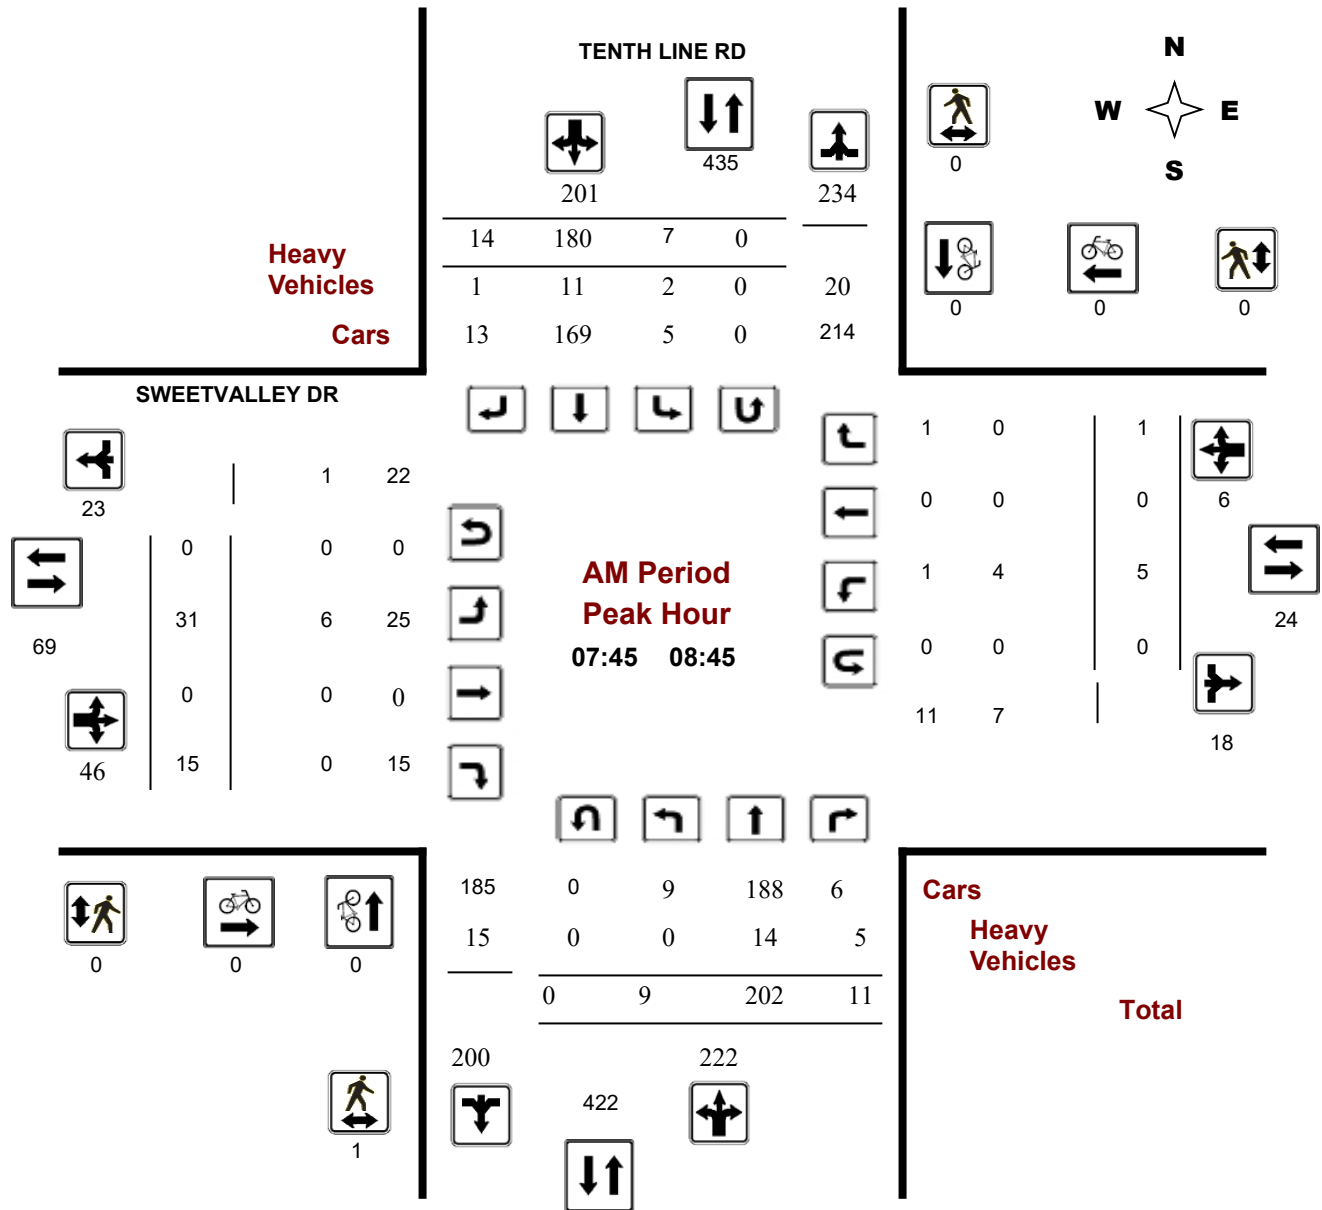 TENTH LINE RD
N
W E
S
435
0
201 234
14 180 7 0
Heavy
Vehicles
1 11 2 0 20
0 0 0
Cars
13 169 5 0 214
SWEETVALLEY DR
1 0 1
1 22
23
0 0 0 6
0 0 0
AM Period
1 4 5
Peak Hour
31 6 25
24
69
07:45 08:45
0 0 0
0 0 0
11 7
18
46 15 0 15
185 0 9 188 6
Cars
15 0 0 14 5
Heavy
Vehicles
0 0 0
0 9 202 11
Total
200 222
422
1